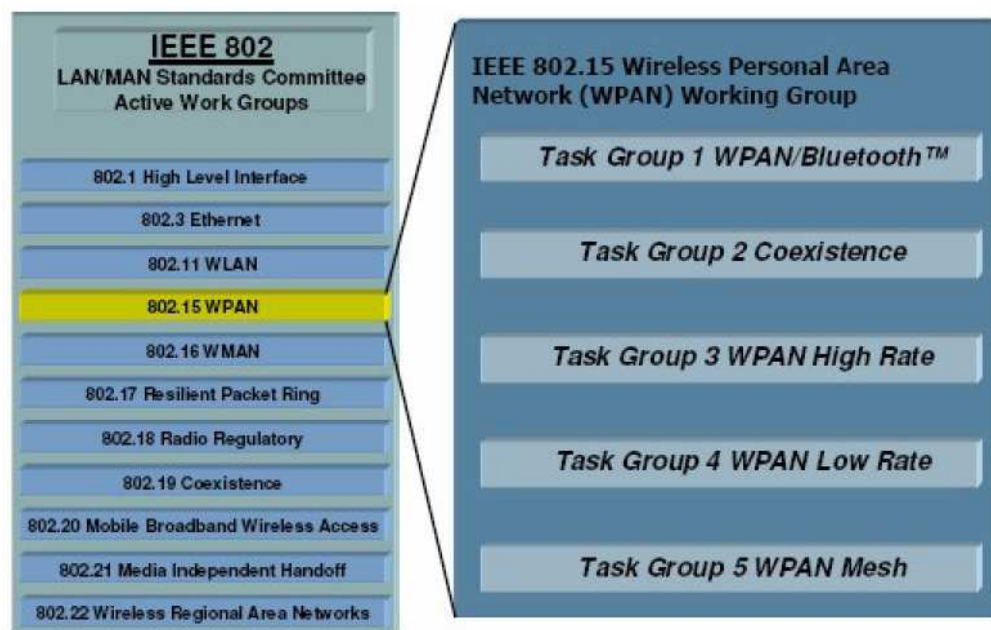 IEEE 802
LAN/MAN Standards Committee
Active Work Groups
802.1 High Level Interface
802.3 Ethernet
802.11 WLAN
802.15 WPAN
802.16 WMAN
802.17 Resilient Packet Ring
802.18 Radio Regulatory
802.19 Coexistence
802.20 Mobile Broadband Wireless Access
802.21 Media Independent Handoff
802.22 Wireless Regional Area Networks
IEEE 802.15 Wireless Personal Area
Network (WPAN) Working Group
Task Group 1 WPAN/Bluetooth™
Task Group 2 Coexistence
Task Group 3 WPAN High Rate
Task Group 4 WPAN Low Rate
Task Group 5 WPAN Mesh